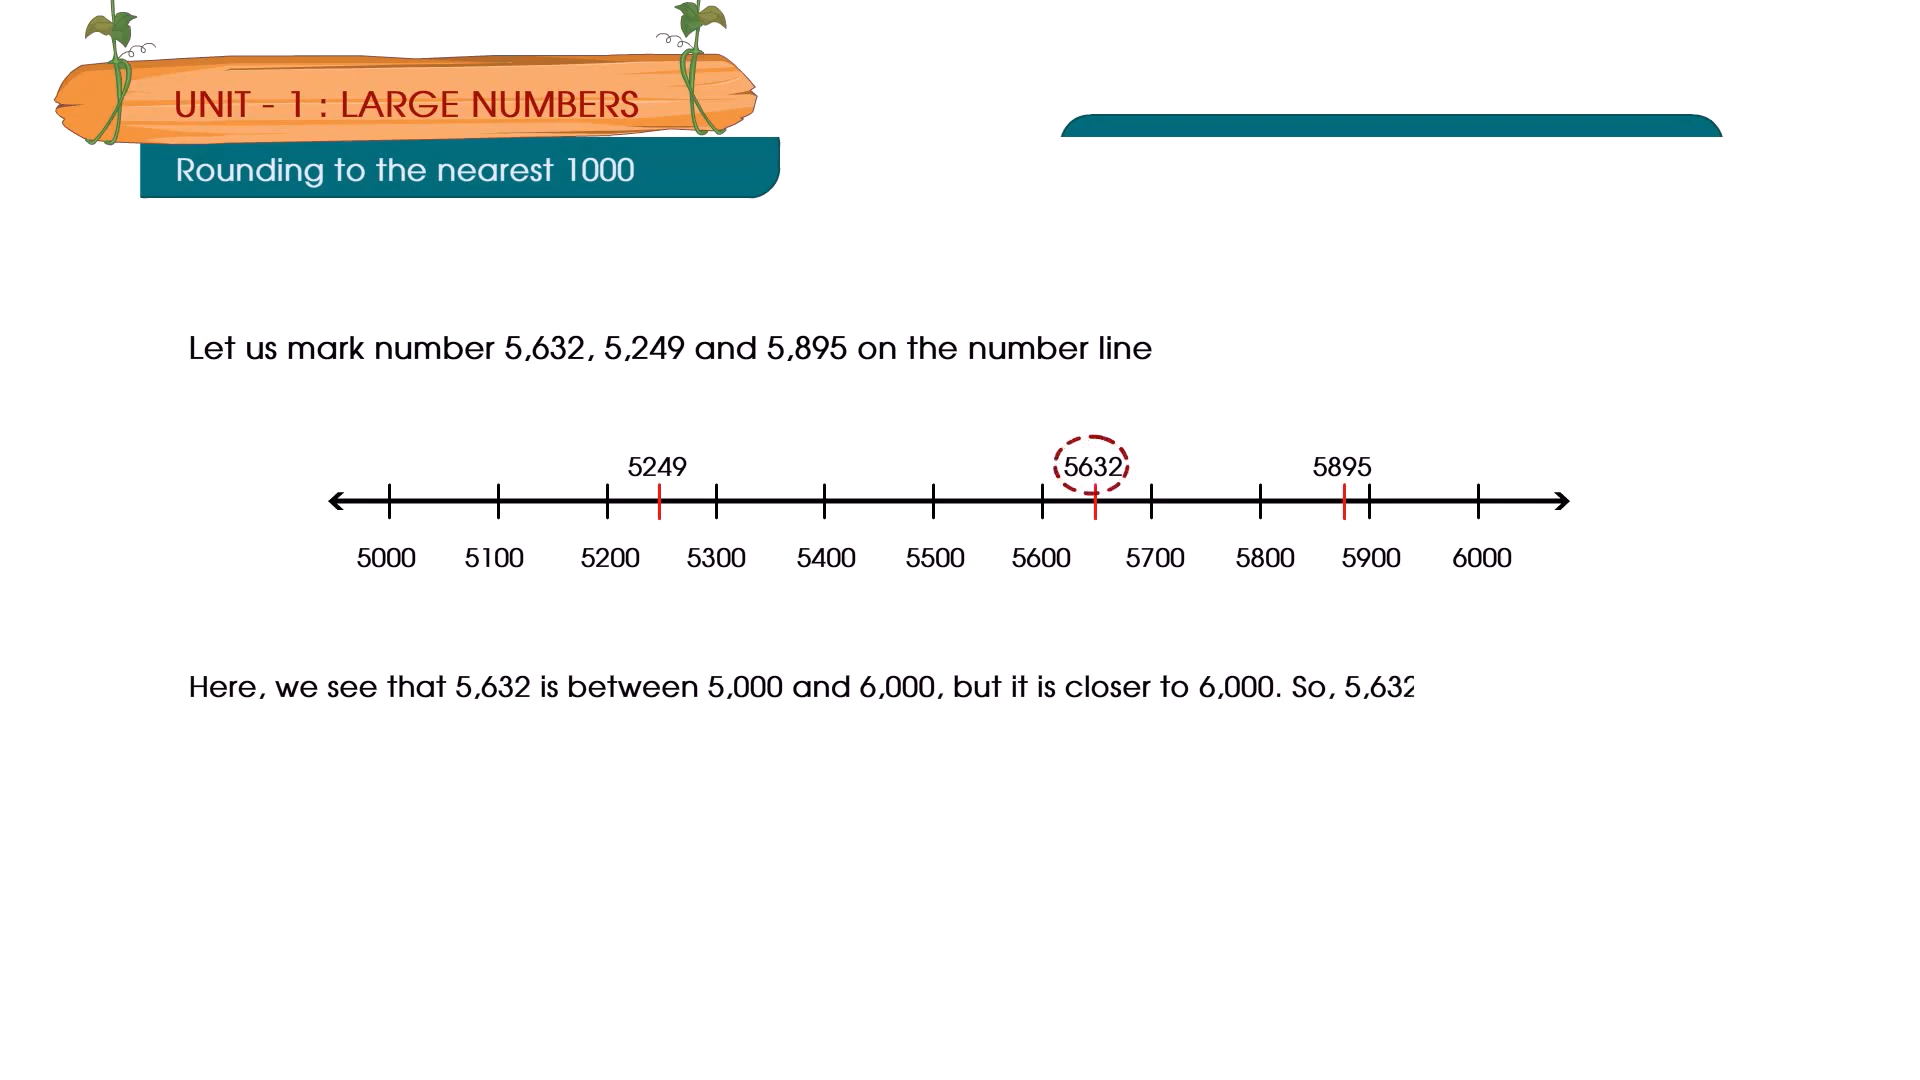 UNIT - 1 : LARGE NUMBERS
Rounding to the nearest 1000
Let us mark number 5,632, 5,249 and 5,895 on the number line
5249 5632 5895
5000 5100 5200 5300 5400 5500 5600 5700 5800 5900 6000
Here, we see that 5,632 is between 5,000 and 6,000, but it is closer to 6,000. So, 5,632